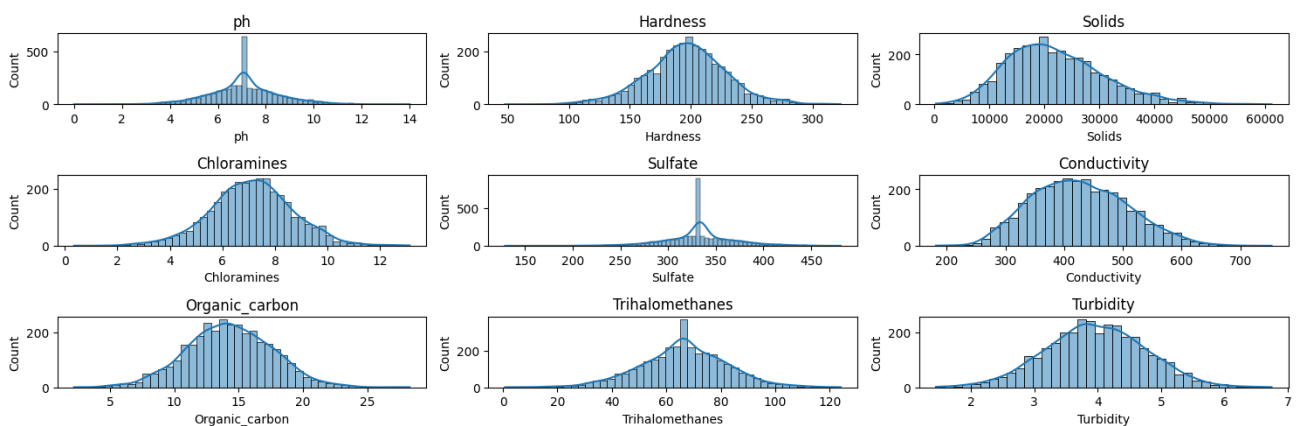 ph
Count
500
0
0 2 4 6 8 10 12 14
ph
Hardness
Count
200
0
50 100 150 200 250 300
Hardness
Solids
Count
200
0
0 10000 20000 30000 40000 50000 60000
Solids
Chloramines
Count
200
0
0 2 4 6 8 10 12
Chloramines
Sulfate
Count
500
0
150 200 250 300 350 400 450
Sulfate
Conductivity
Count
200
0
200 300 400 500 600 700
Conductivity
Organic_carbon
Count
200
0
5 10 15 20 25
Organic_carbon
Trihalomethanes
Count
200
0
0 20 40 60 80 100 120
Trihalomethanes
Turbidity
Count
200
0
2 3 4 5 6 7
Turbidity